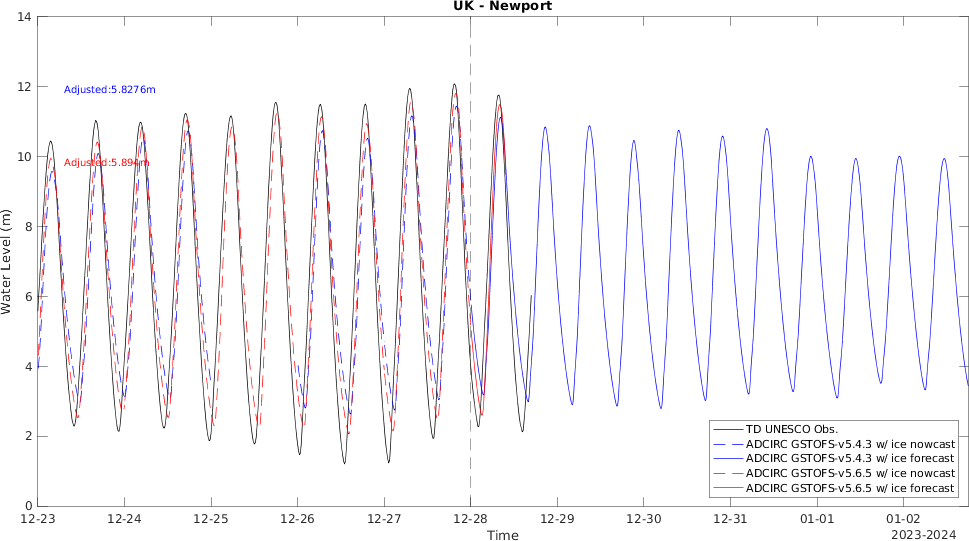 UK - Newport
14
12
10
8
6
4
2
0
Water Level (m)
Adjusted:5.8276m
Adjusted:5.894m
TD UNESCO Obs.
ADCIRC GSTOFS-v5.4.3 w/ ice nowcast
ADCIRC GSTOFS-v5.4.3 w/ ice forecast
ADCIRC GSTOFS-v5.6.5 w/ ice nowcast
ADCIRC GSTOFS-v5.6.5 w/ ice forecast
12-23 12-24 12-25 12-26 12-27 12-28 12-29 12-30 12-31 01-01 01-02
Time
2023-2024